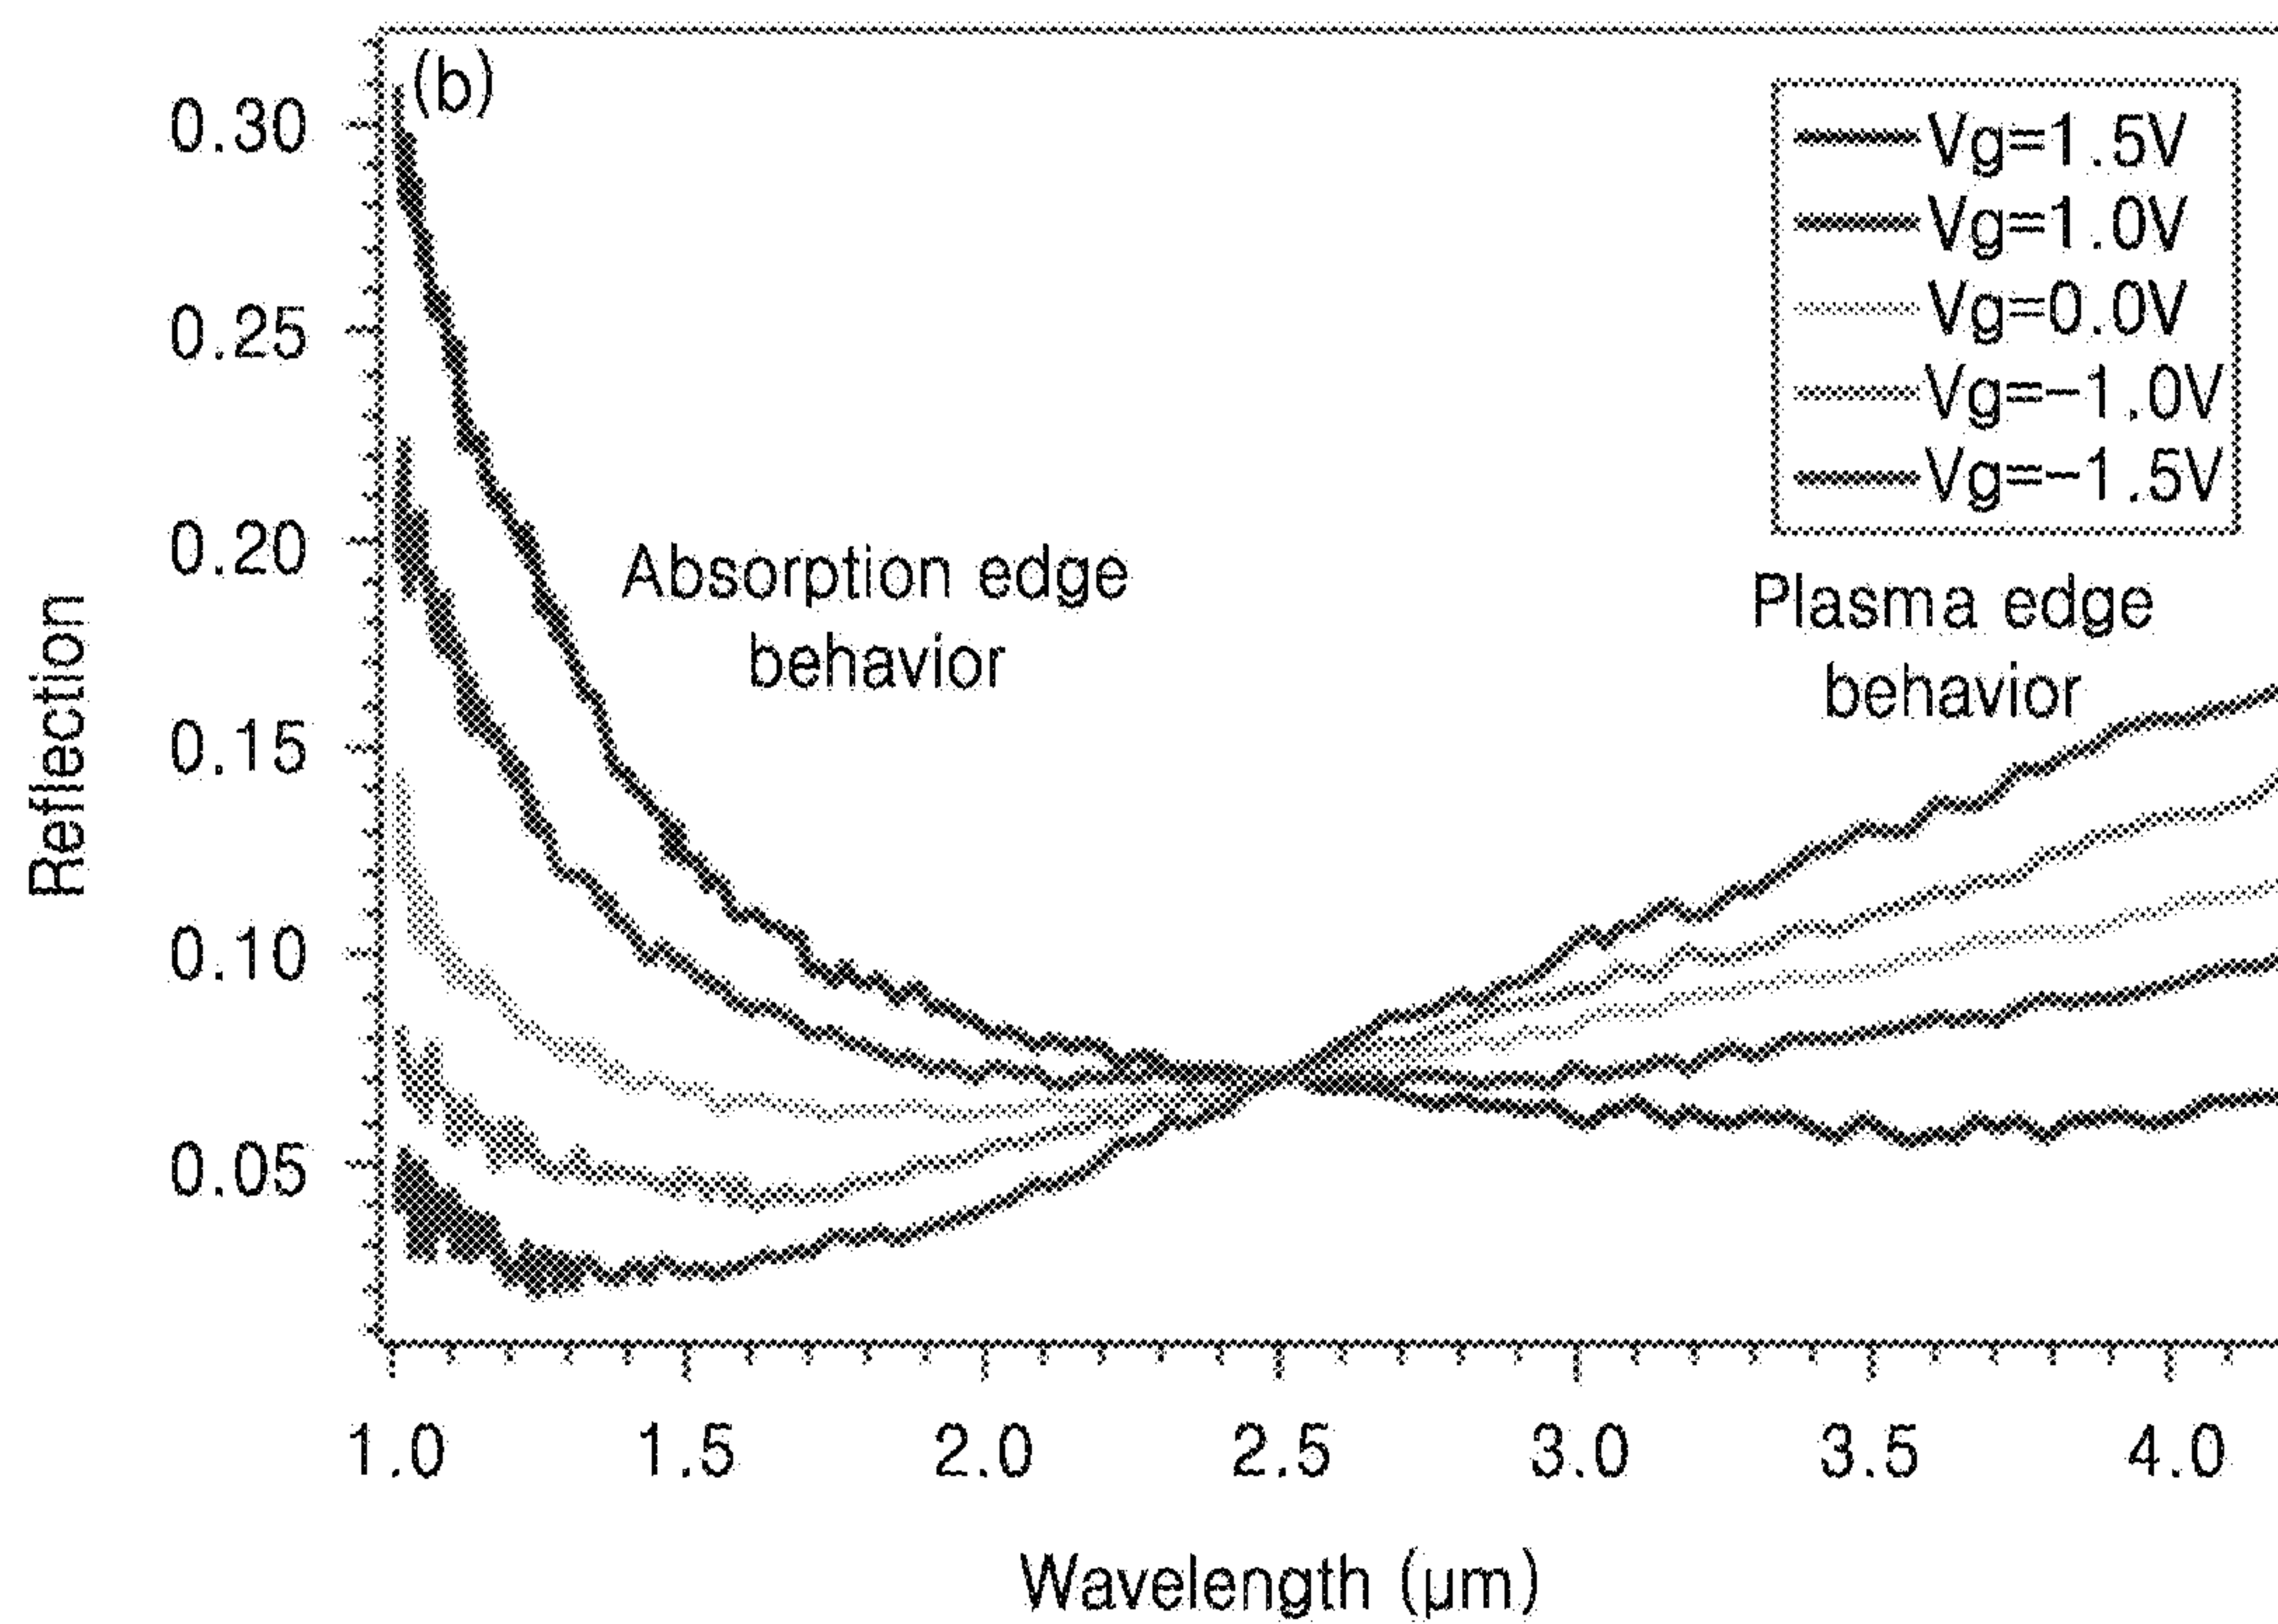 (b)
0.30
0.25
0.20
0.15
0.10
0.05
Reflection
Vg=1.5V
Vg=1.0V
Vg=0.0V
Vg=-1.0V
Vg=-1.5V
Absorption edge
behavior
Plasma edge
behavior
1.0 1.5 2.0 2.5 3.0 3.5 4.0
Wavelength (µm)